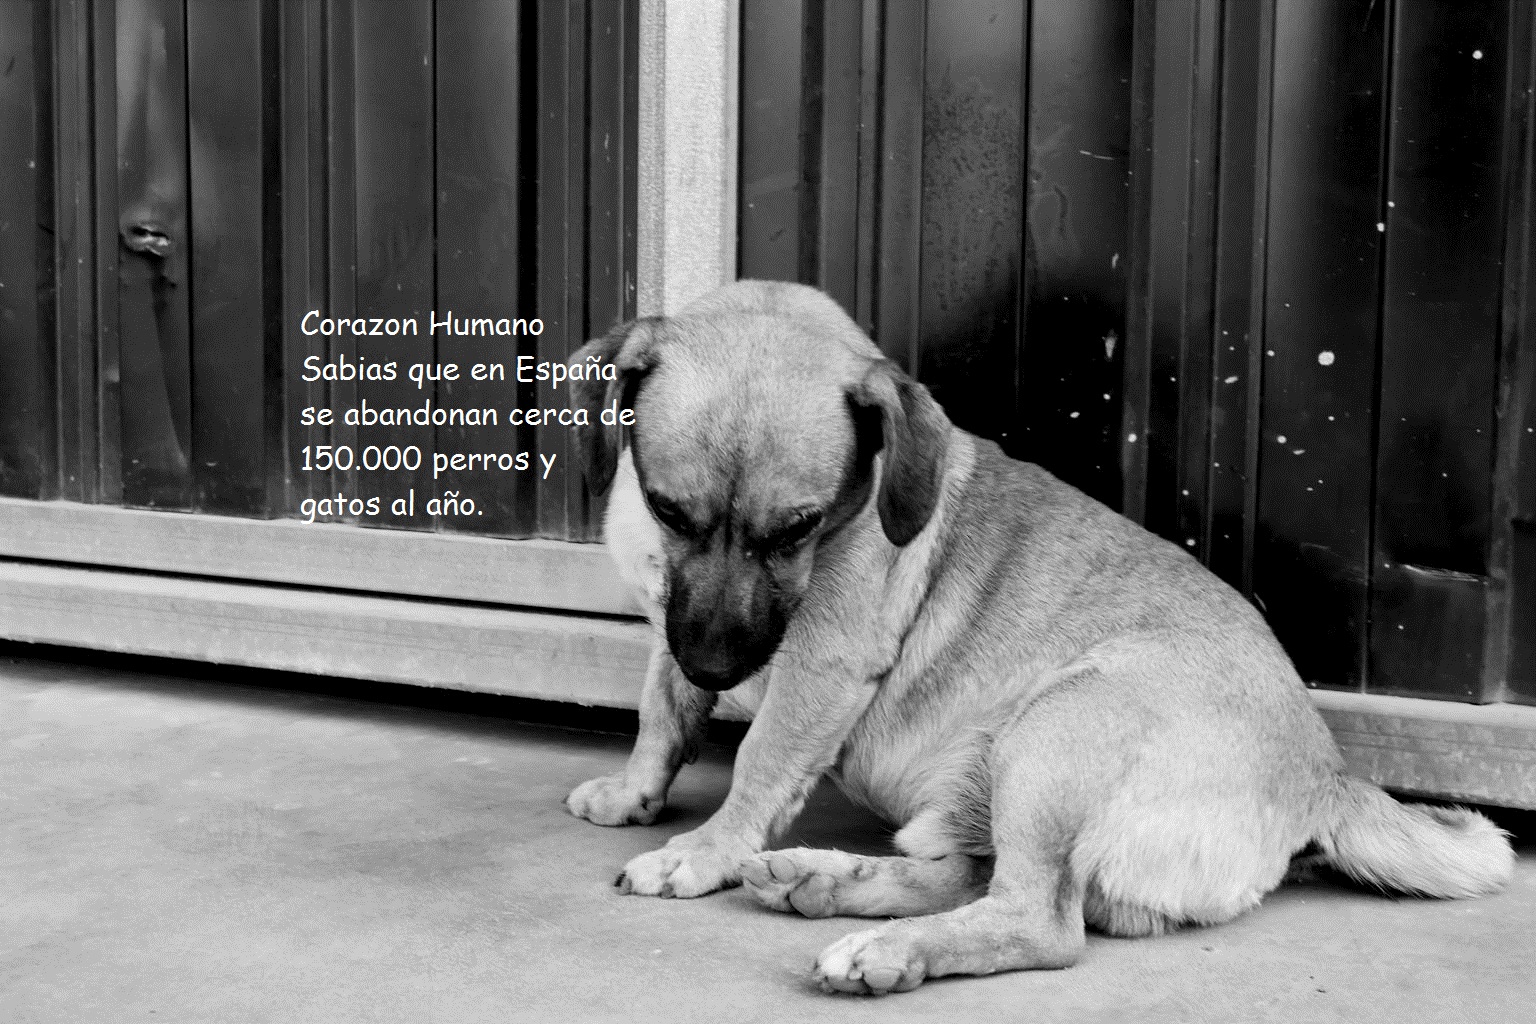 Corazon Humano
Sabias que en España
se abandonan cerca de
150.000 perros y
gatos al año.